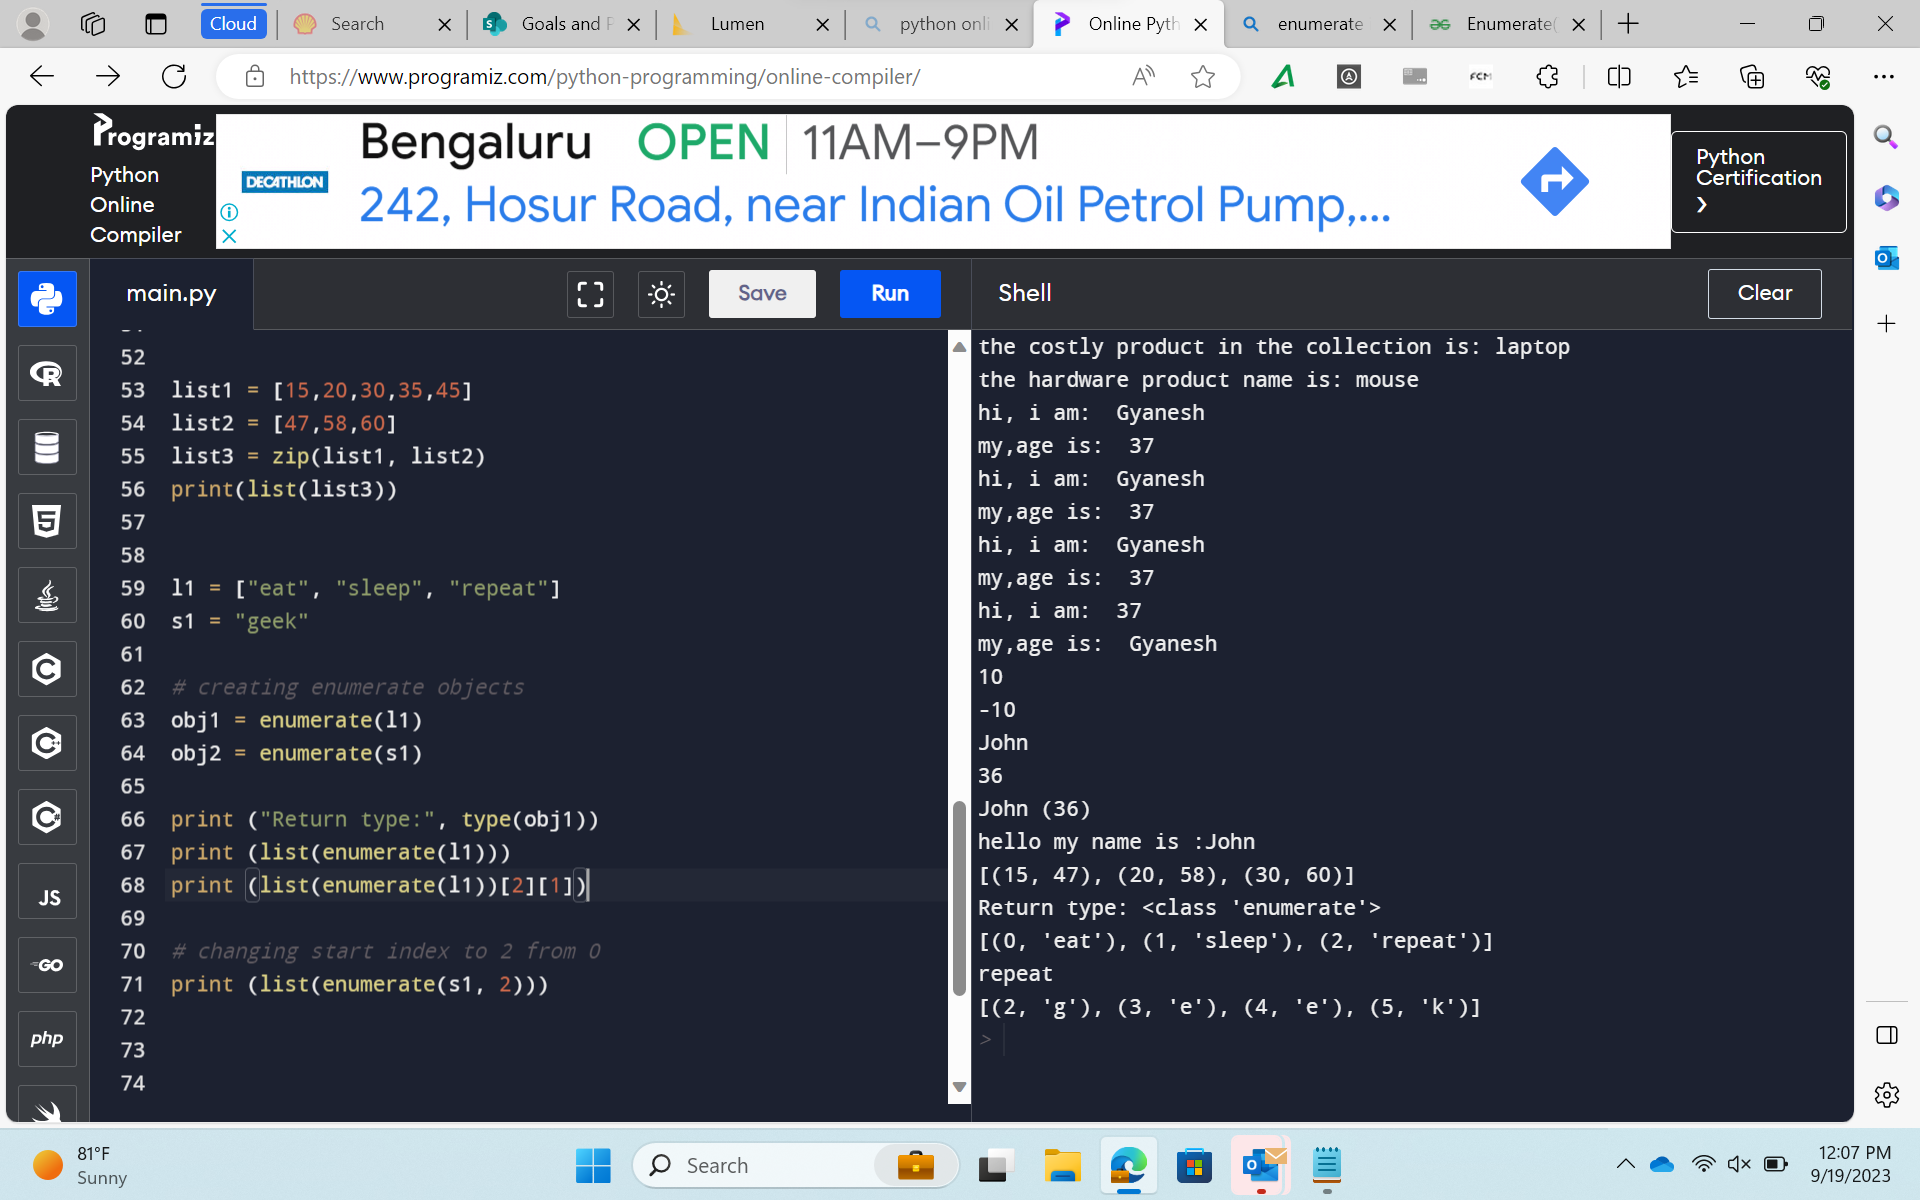 Cloud
Search
Goals and P
Lumen
python onli
Online Pyth
enumerate
Enumerate(
https://www.programiz.com/python-programming/online-compiler/
FCM
Programiz
Python
Online
Compiler
DECATHLON
Bengaluru OPEN 11AM–9PM
242, Hosur Road, near Indian Oil Petrol Pump,...
Python
Certification
main.py
Save
Run
Shell
Clear
52
53 list1 = [15,20,30,35,45]
54 list2 = [47,58,60]
55 list3 = zip(list1, list2)
56 print(list(list3))
57
58
59 l1 = ["eat", "sleep", "repeat"]
60 s1 = "geek"
61
62 # creating enumerate objects
63 obj1 = enumerate(l1)
64 obj2 = enumerate(s1)
65
66 print ("Return type:", type(obj1))
67 print (list(enumerate(l1)))
68 print (list(enumerate(l1))[2][1])
69
70 # changing start index to 2 from 0
71 print (list(enumerate(s1, 2)))
72
73
74
the costly product in the collection is: laptop
the hardware product name is: mouse
hi, i am:  Gyanesh
my,age is:  37
hi, i am:  Gyanesh
my,age is:  37
hi, i am:  Gyanesh
my,age is:  37
hi, i am:  37
my,age is:  Gyanesh
10
-10
John
36
John (36)
hello my name is :John
[(15, 47), (20, 58), (30, 60)]
Return type: <class 'enumerate'>
[(0, 'eat'), (1, 'sleep'), (2, 'repeat')]
repeat
[(2, 'g'), (3, 'e'), (4, 'e'), (5, 'k')]
>
R
5
C
C++
C#
JS
GO
php
81°F
Sunny
Search
12:07 PM
9/19/2023